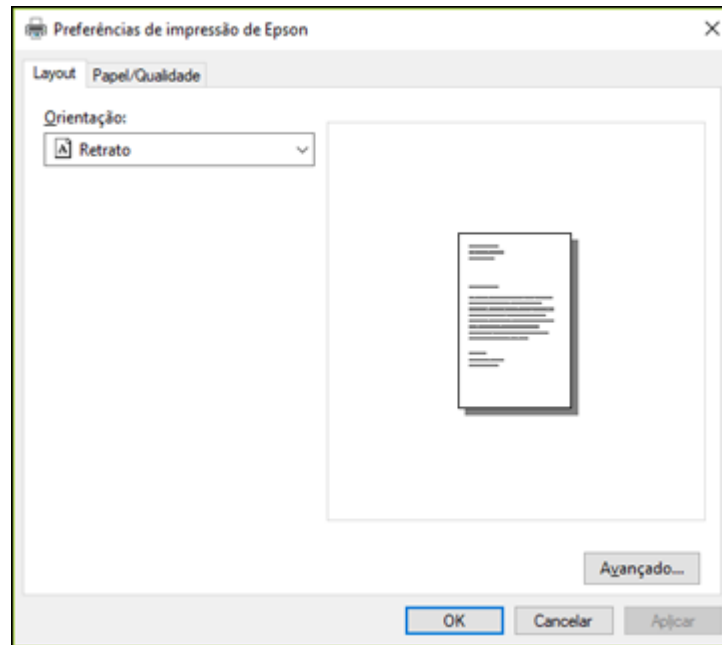 Preferências de impressão de Epson
Layout
Papel/Qualidade
Orientação:
Retrato
Avançado...
OK
Cancelar
Aplicar